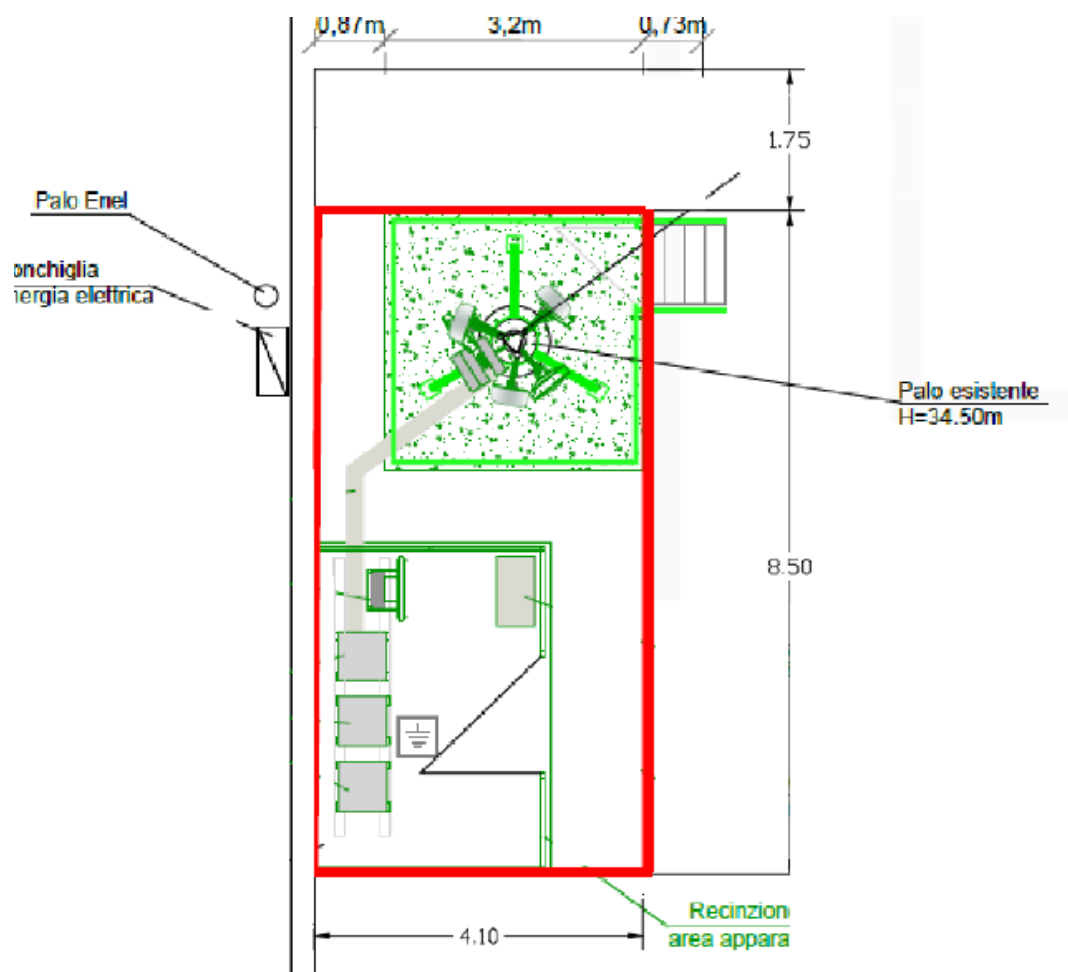 0,87m
3,2m
0,73m
1.75
Palo Enel
onchiglia
nergia elettrica
Palo esistente
H=34.50m
8.50
Recinzion
area appara
4.10